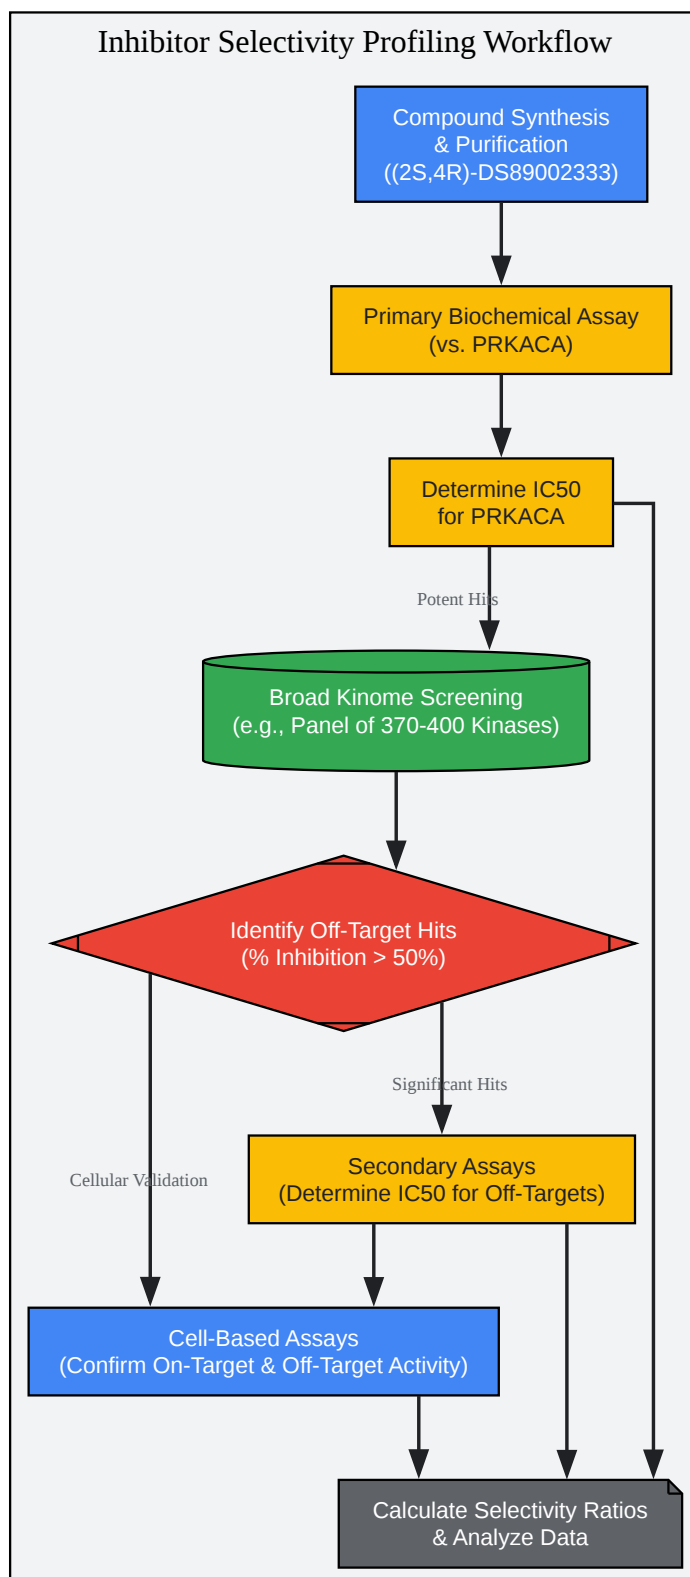 Inhibitor Selectivity Profiling Workflow
Compound Synthesis
& Purification
((2S,4R)-DS89002333)
Primary Biochemical Assay
(vs. PRKACA)
Determine IC50
for PRKACA
Potent Hits
Broad Kinome Screening
(e.g., Panel of 370-400 Kinases)
Identify Off-Target Hits
(% Inhibition > 50%)
Significant Hits
Secondary Assays
(Determine IC50 for Off-Targets)
Cellular Validation
Cell-Based Assays
(Confirm On-Target & Off-Target Activity)
Calculate Selectivity Ratios
& Analyze Data